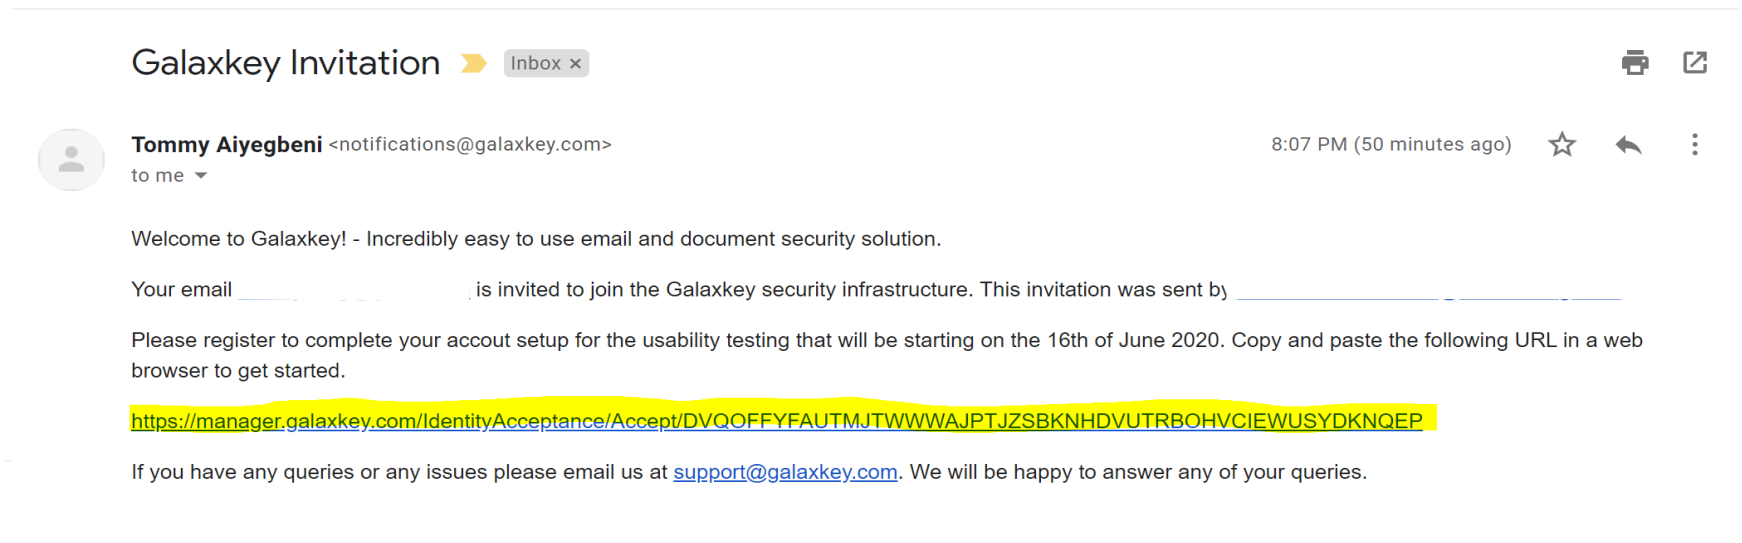 Galaxkey Invitation Inbox ×
Tommy Aiyegbeni <notifications@galaxkey.com> 8:07 PM (50 minutes ago)
to me
Welcome to Galaxkey! - Incredibly easy to use email and document security solution.
Your email is invited to join the Galaxkey security infrastructure. This invitation was sent by
Please register to complete your accout setup for the usability testing that will be starting on the 16th of June 2020. Copy and paste the following URL in a web
browser to get started.
https://manager.galaxkey.com/IdentityAcceptance/Accept/DVQOFFYFAUTMJTWWWAJPTJZSBKNHDVUTRBOHVCIEWUSYDKNQEP
If you have any queries or any issues please email us at support@galaxkey.com. We will be happy to answer any of your queries.